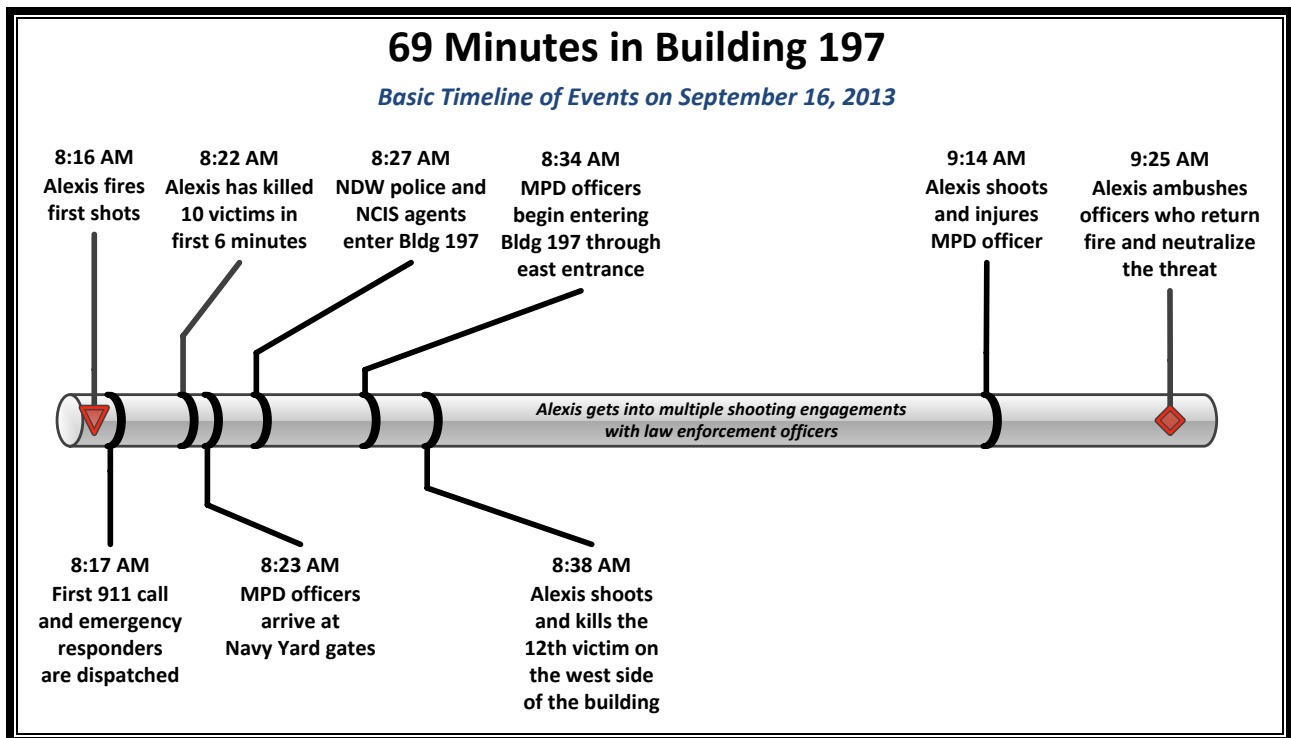 69 Minutes in Building 197
Basic Timeline of Events on September 16, 2013
8:16 AM
Alexis fires
first shots
8:22 AM
Alexis has killed
10 victims in
first 6 minutes
8:27 AM
NDW police and
NCIS agents
enter Bldg 197
8:34 AM
MPD officers
begin entering
Bldg 197 through
east entrance
9:14 AM
Alexis shoots
and injures
MPD officer
9:25 AM
Alexis ambushes
officers who return
fire and neutralize
the threat
Alexis gets into multiple shooting engagements
with law enforcement officers
8:17 AM
First 911 call
and emergency
responders
are dispatched
8:23 AM
MPD officers
arrive at
Navy Yard gates
8:38 AM
Alexis shoots
and kills the
12th victim on
the west side
of the building